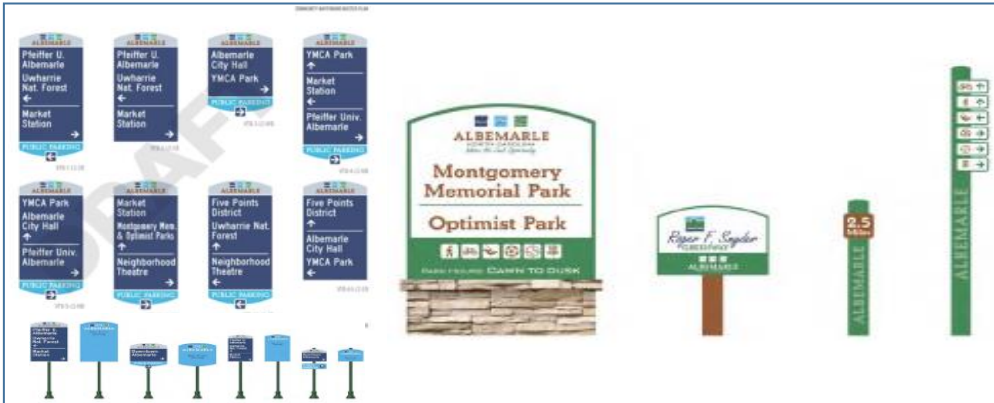 COMMUNITY WAYFINDING MASTER PLAN
ALBEMARLE
Pfeiffer U.
Albemarle
Uwharrie
Nat. Forest
Market
Station
PUBLIC PARKING
ALBEMARLE
Pfeiffer U.
Albemarle
Uwharrie
Nat. Forest
Market
Station
ALBEMARLE
Albemarle
City Hall
YMCA Park
PUBLIC PARKING
ALBEMARLE
YMCA Park
Market
Station
Pfeiffer Univ.
Albemarle
PUBLIC PARKING
ALBEMARLE
YMCA Park
Albemarle
City Hall
Pfeiffer Univ.
Albemarle
PUBLIC PARKING
ALBEMARLE
Market
Station
Montgomery Mem.
& Optimist Parks
Neighborhood
Theatre
PUBLIC PARKING
ALBEMARLE
Five Points
District
Uwharrie Nat.
Forest
Neighborhood
Theatre
PUBLIC PARKING
ALBEMARLE
Five Points
District
Albemarle
City Hall
YMCA Park
DRAFT
ALBEMARLE
NORTH CAROLINA
Montgomery
Memorial Park
Optimist Park
PARK HOURS: DAWN TO DUSK
Roger F. Snyder
GREENWAY
ALBEMARLE
2.5
ALBEMARLE
ALBEMARLE